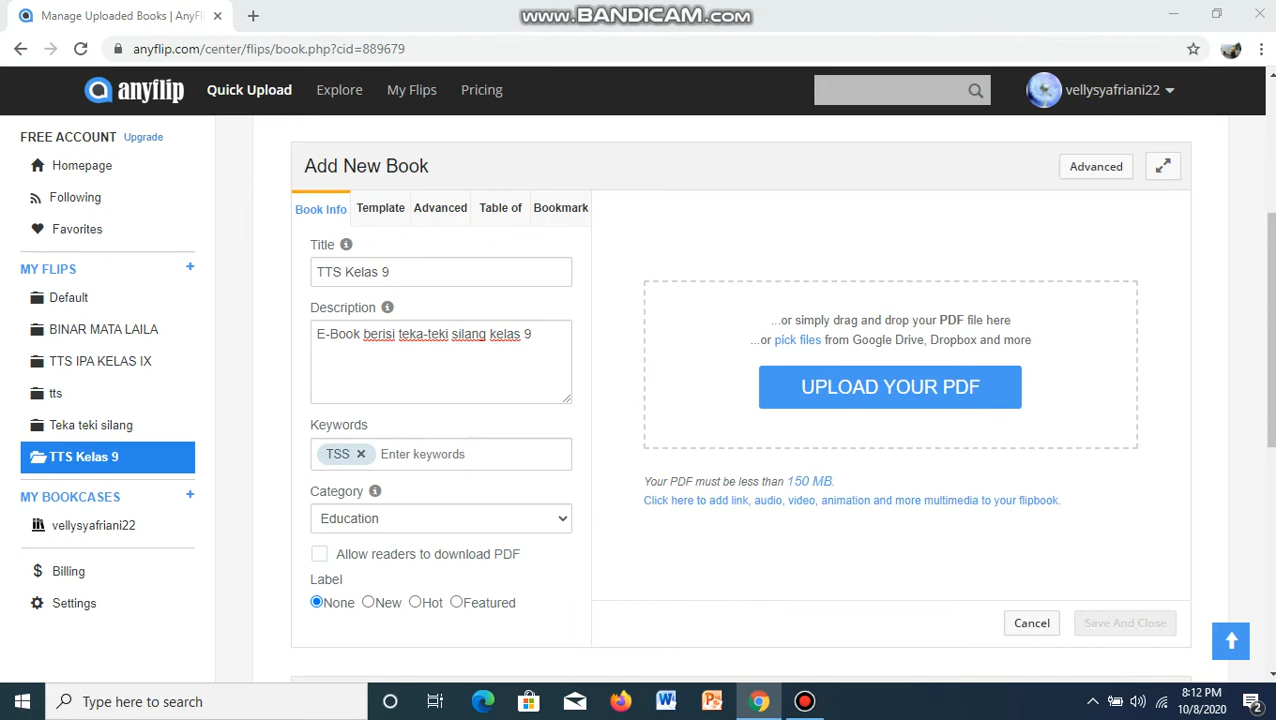 Manage Uploaded Books | AnyFli
www.BANDICAM.com
anyflip.com/center/flips/book.php?cid=889679
anyflip
Quick Upload
Explore
My Flips
Pricing
vellysyafriani22
FREE ACCOUNT Upgrade
Homepage
Following
Favorites
MY FLIPS +
Default
BINAR MATA LAILA
TTS IPA KELAS IX
tts
Teka teki silang
TTS Kelas 9
MY BOOKCASES +
vellysyafriani22
Billing
Settings
Add New Book
Advanced
Book Info
Template
Advanced
Table of
Bookmark
Title
TTS Kelas 9
Description
E-Book berisi teka-teki silang kelas 9
Keywords
TSS × Enter keywords
Category
Education
Allow readers to download PDF
Label
None New Hot Featured
...or simply drag and drop your PDF file here
...or pick files from Google Drive, Dropbox and more
UPLOAD YOUR PDF
Your PDF must be less than 150 MB.
Click here to add link, audio, video, animation and more multimedia to your flipbook.
Cancel
Save And Close
Type here to search
8:12 PM
10/8/2020
2